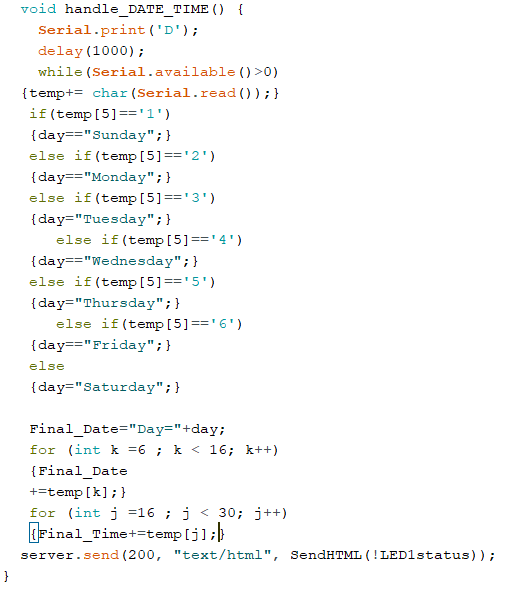 void handle_DATE_TIME() {
Serial.print('D');
delay(1000);
while(Serial.available()>0)
{temp+= char(Serial.read());}
if(temp[5]=='1')
{day=="Sunday";}
else if(temp[5]=='2')
{day=="Monday";}
else if(temp[5]=='3')
{day="Tuesday";}
else if(temp[5]=='4')
{day=="Wednesday";}
else if(temp[5]=='5')
{day="Thursday";}
else if(temp[5]=='6')
{day=="Friday";}
else
{day="Saturday";}
Final_Date="Day="+day;
for (int k =6 ; k < 16; k++)
{Final_Date
+=temp[k];}
for (int j =16 ; j < 30; j++)
{Final_Time+=temp[j];}
server.send(200, "text/html", SendHTML(!LED1status));
}